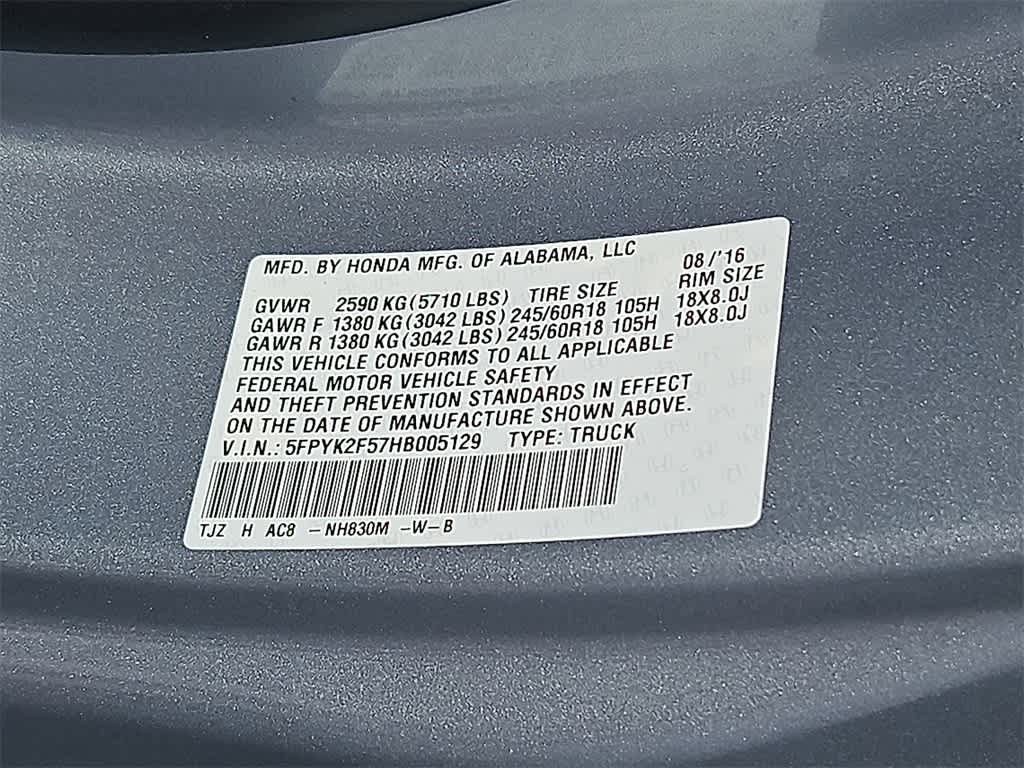 MFD. BY HONDA MFG. OF ALABAMA, LLC 08/'16
GVWR 2590 KG (5710 LBS) TIRE SIZE RIM SIZE
GAWR F 1380 KG (3042 LBS) 245/60R18 105H 18X8.0J
GAWR R 1380 KG (3042 LBS) 245/60R18 105H 18X8.0J
THIS VEHICLE CONFORMS TO ALL APPLICABLE
FEDERAL MOTOR VEHICLE SAFETY
AND THEFT PREVENTION STANDARDS IN EFFECT
ON THE DATE OF MANUFACTURE SHOWN ABOVE.
V.I.N.: 5FPYK2F57HB005129 TYPE: TRUCK
TJZ H AC8 –NH830M –W–B